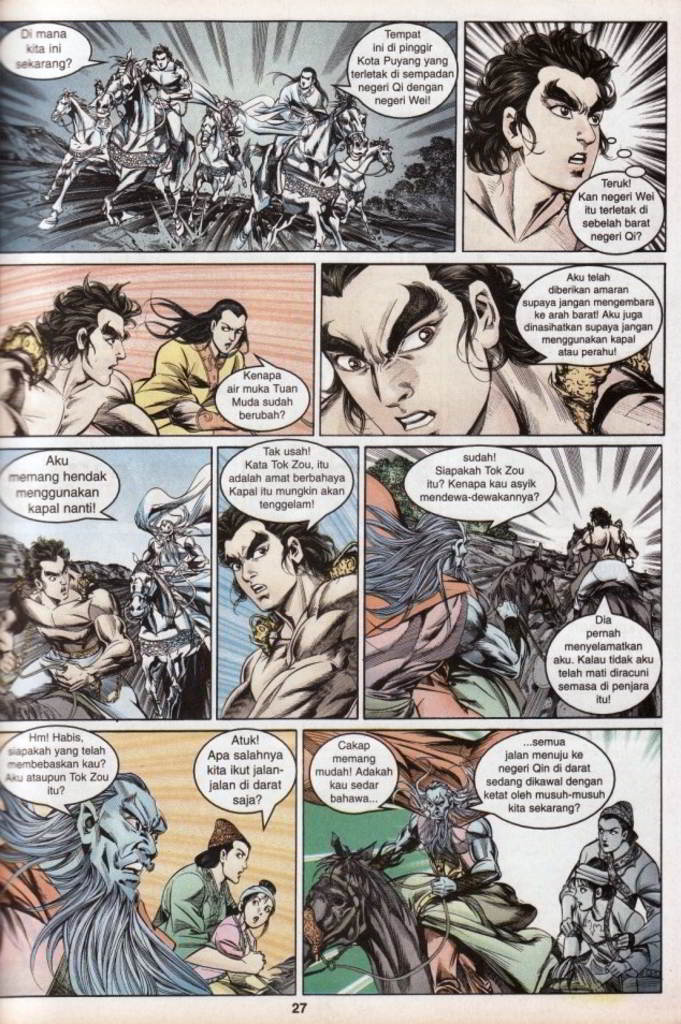 Di mana
kita ini
sekarang?
Tempat
ini di pinggir
Kota Puyang yang
terletak di sempadan
negeri Qi dengan
negeri Wei!
Teruk!
Kan negeri Wei
itu terletak di
sebelah barat
negeri Qi?
Kenapa
air muka Tuan
Muda sudah
berubah?
Aku telah
diberikan amaran
supaya jangan mengembara
ke arah barat! Aku juga
dinasihatkan supaya jangan
menggunakan kapal
atau perahu!
Aku
memang hendak
menggunakan
kapal nanti!
Tak usah!
Kata Tok Zou, itu
adalah amat berbahaya
Kapal itu mungkin akan
tenggelam!
sudah!
Siapakah Tok Zou
itu? Kenapa kau asyik
mendewa-dewakannya?
Dia
pernah
menyelamatkan
aku. Kalau tidak aku
telah mati diracuni
semasa di penjara
itu!
Hm! Habis,
siapakah yang telah
membebaskan kau?
Aku ataupun Tok Zou
itu?
Atuk!
Apa salahnya
kita ikut jalan-
jalan di darat
saja?
Cakap
memang
mudah! Adakah
kau sedar
bahawa...
...semua
jalan menuju ke
negeri Qin di darat
sedang dikawal dengan
ketat oleh musuh-musuh
kita sekarang?
27